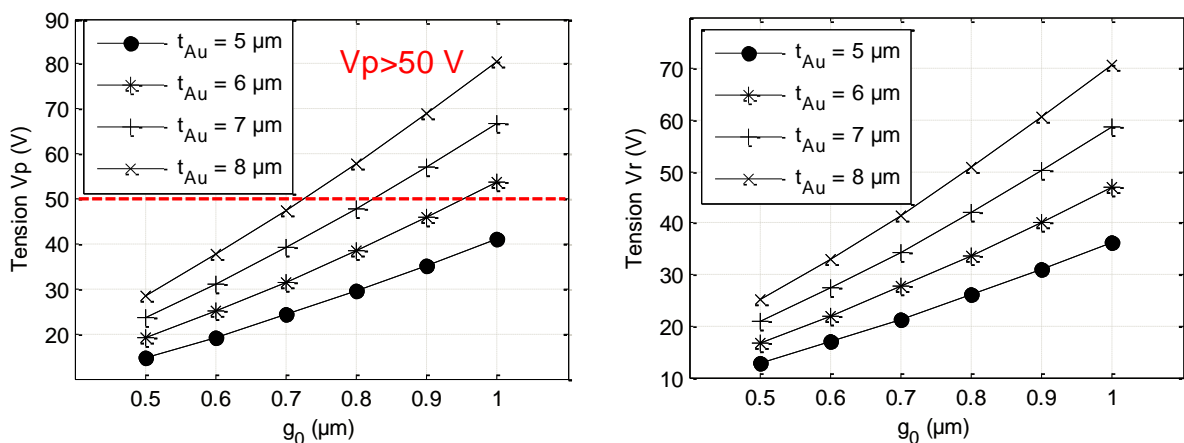 90
80
70
60
50
40
30
20
Tension Vp (V)
t_Au = 5 µm
t_Au = 6 µm
t_Au = 7 µm
t_Au = 8 µm
Vp>50 V
0.5 0.6 0.7 0.8 0.9 1
g_0 (µm)
70
60
50
40
30
20
10
Tension Vr (V)
t_Au = 5 µm
t_Au = 6 µm
t_Au = 7 µm
t_Au = 8 µm
0.5 0.6 0.7 0.8 0.9 1
g_0 (µm)